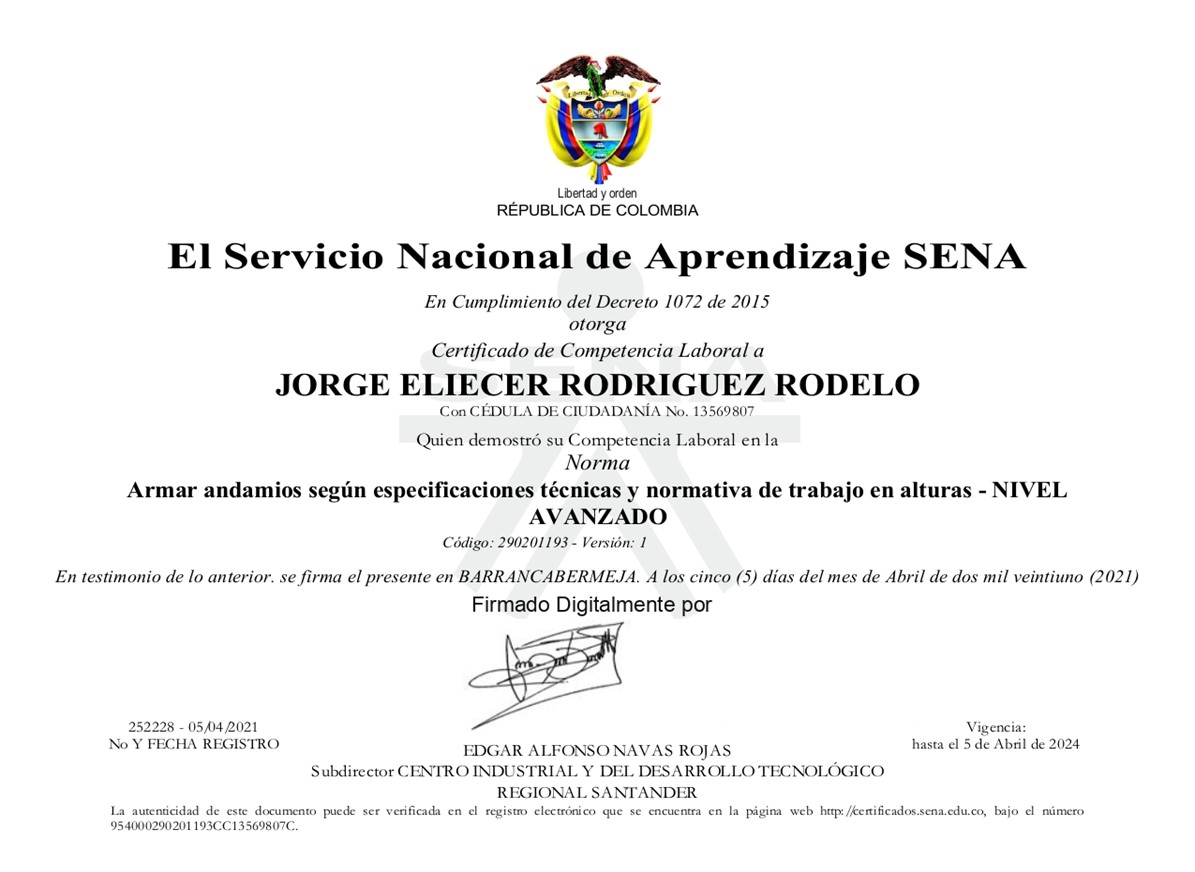 Libertad y Orden
Libertad y orden
RÉPUBLICA DE COLOMBIA
El Servicio Nacional de Aprendizaje SENA
En Cumplimiento del Decreto 1072 de 2015
otorga
Certificado de Competencia Laboral a
SENA
JORGE ELIECER RODRIGUEZ RODELO
Con CÉDULA DE CIUDADANÍA No. 13569807
Quien demostró su Competencia Laboral en la
Norma
Armar andamios según especificaciones técnicas y normativa de trabajo en alturas - NIVEL
AVANZADO
Código: 290201193 - Versión: 1
En testimonio de lo anterior. se firma el presente en BARRANCABERMEJA. A los cinco (5) días del mes de Abril de dos mil veintiuno (2021)
Firmado Digitalmente por
252228 - 05/04/2021
No Y FECHA REGISTRO
Vigencia:
hasta el 5 de Abril de 2024
EDGAR ALFONSO NAVAS ROJAS
Subdirector CENTRO INDUSTRIAL Y DEL DESARROLLO TECNOLÓGICO
REGIONAL SANTANDER
La autenticidad de este documento puede ser verificada en el registro electrónico que se encuentra en la página web http://certificados.sena.edu.co, bajo el número
954000290201193CC13569807C.